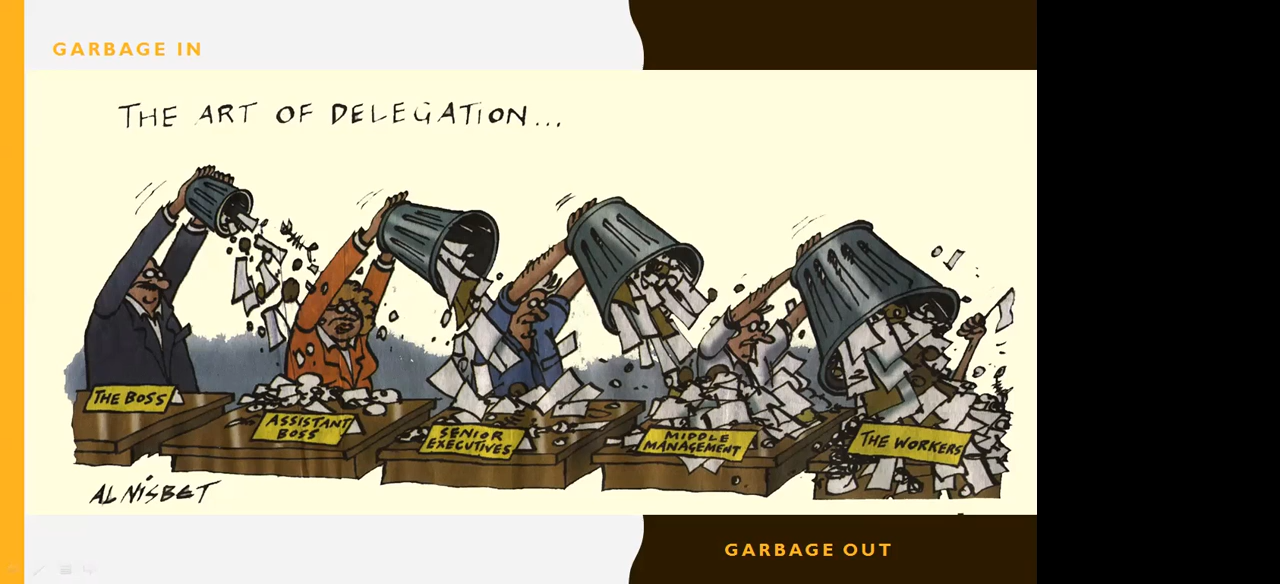 GARBAGE IN
THE ART OF DELEGATION...
THE BOSS
ASSISTANT
BOSS
SENIOR
EXECUTIVES
MIDDLE
MANAGEMENT
THE WORKERS
AL NISBET
GARBAGE OUT